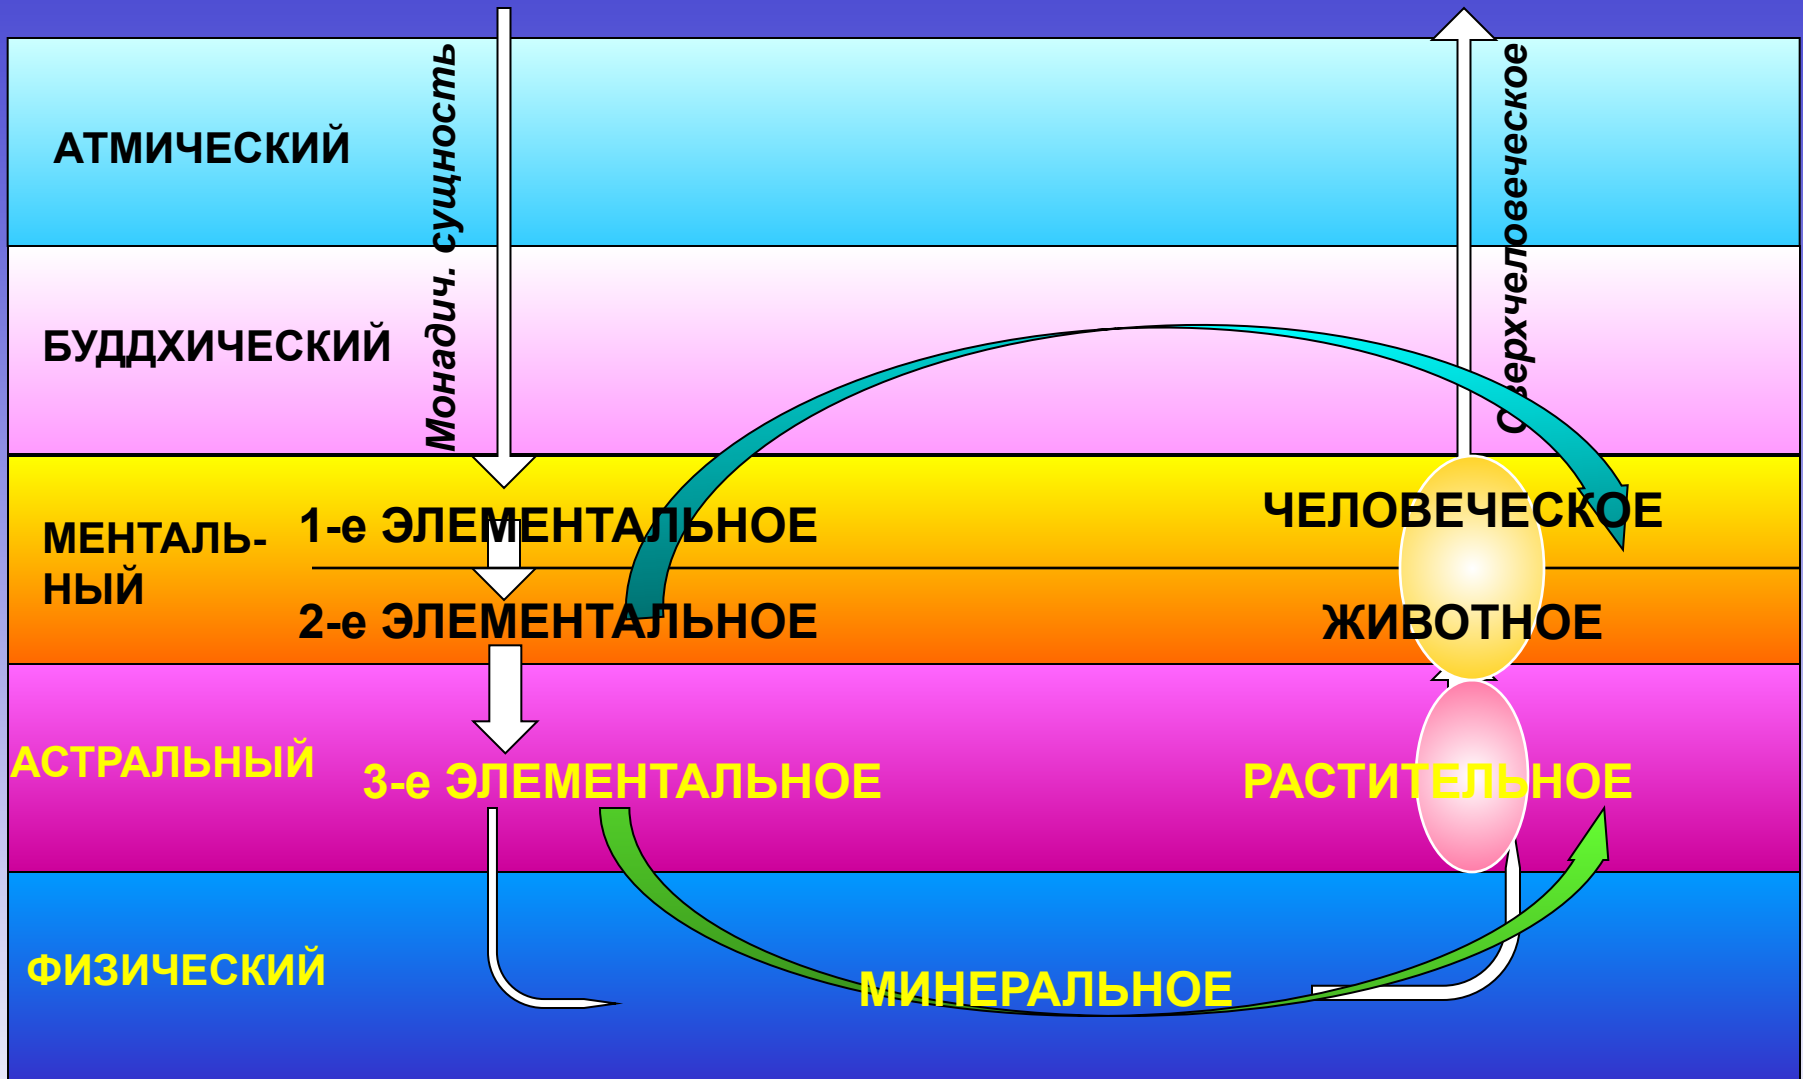 Монадич. сущность
Сверхчеловеческое
АТМИЧЕСКИЙ
БУДДХИЧЕСКИЙ
МЕНТАЛЬ-
НЫЙ
1-е ЭЛЕМЕНТАЛЬНОЕ
ЧЕЛОВЕЧЕСКОЕ
2-е ЭЛЕМЕНТАЛЬНОЕ
ЖИВОТНОЕ
АСТРАЛЬНЫЙ
3-е ЭЛЕМЕНТАЛЬНОЕ
РАСТИТЕЛЬНОЕ
ФИЗИЧЕСКИЙ
МИНЕРАЛЬНОЕ